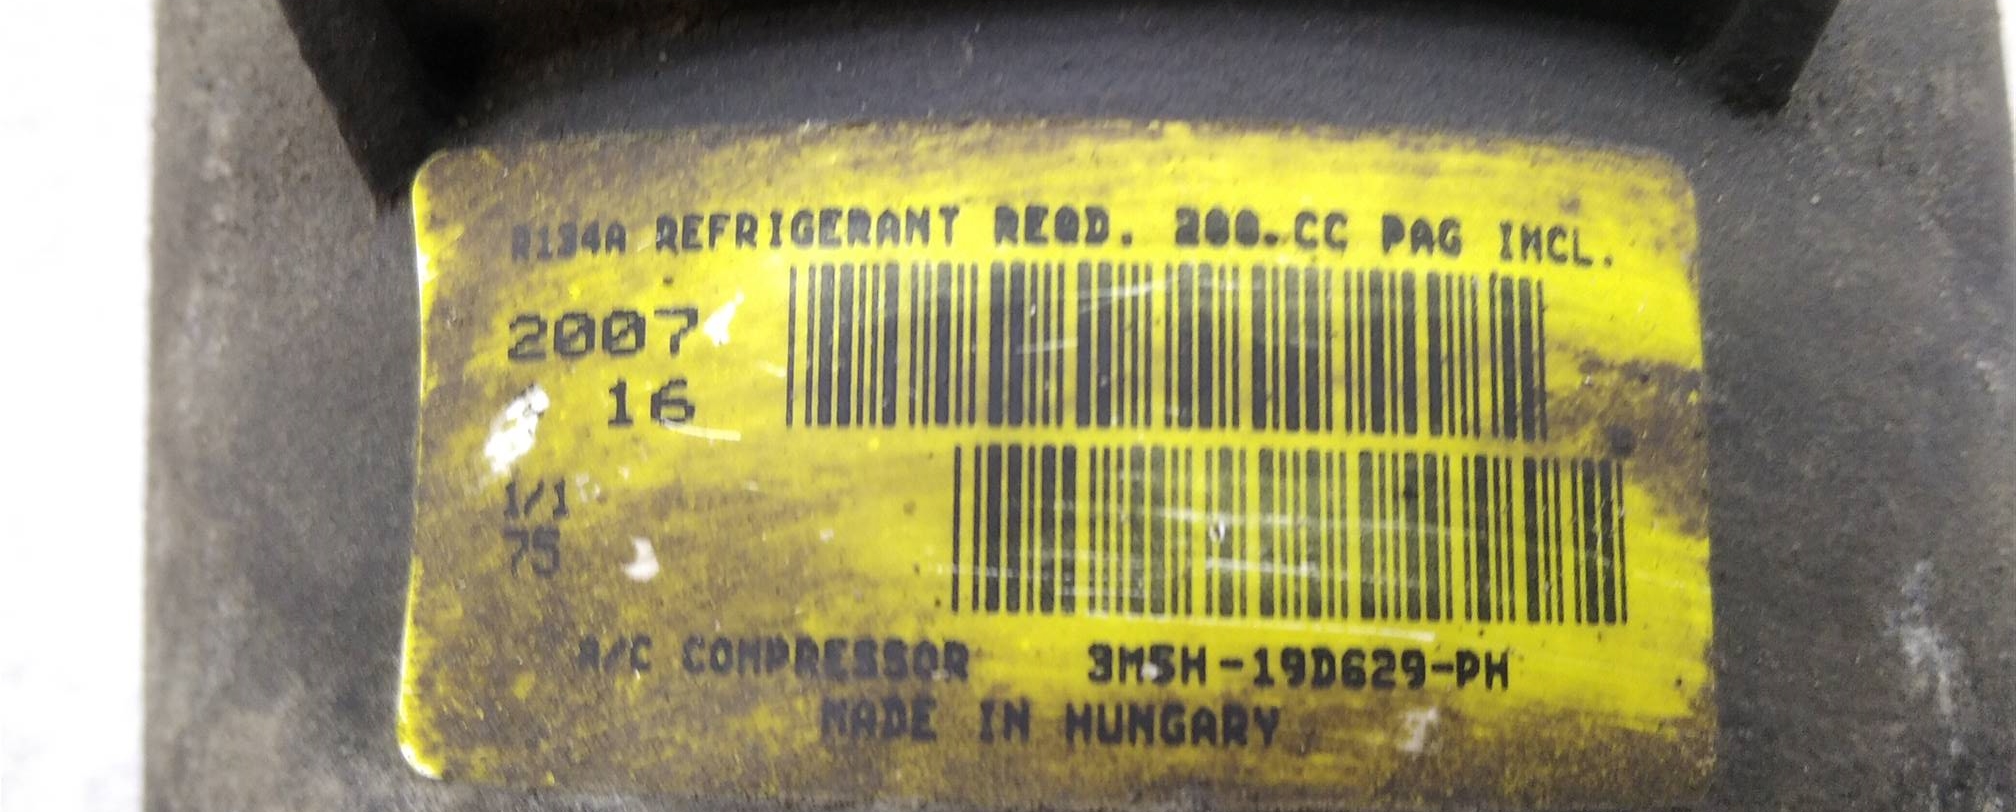 R134A REFRIGERANT REQD. 200.CC PAG INCL.
2007
16
1/1
75
A/C COMPRESSOR 3M5H-19D629-PH
MADE IN HUNGARY